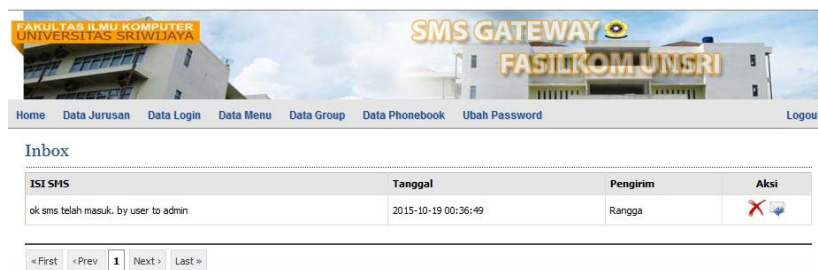 FAKULTAS ILMU KOMPUTER
UNIVERSITAS SRIWIJAYA
SMS GATEWAY
FASILKOM UNSRI
Home Data Jurusan Data Login Data Menu Data Group Data Phonebook Ubah Password Logout
Inbox
ISI SMS Tanggal Pengirim Aksi
ok sms telah masuk. by user to admin 2015-10-19 00:36:49 Rangga
« First ‹ Prev 1 Next › Last »